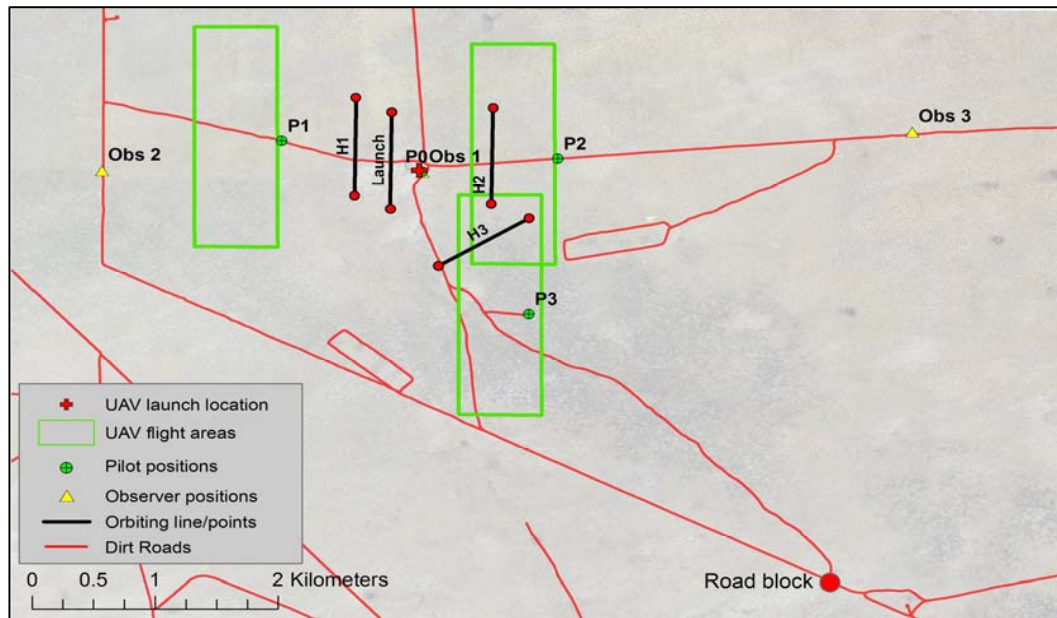 Obs 3
P1
H1
Launch
P0 Obs 1
P2
Obs 2
H2
H3
P3
UAV launch location
UAV flight areas
Pilot positions
Observer positions
Orbiting line/points
Dirt Roads
0 0.5 1 2 Kilometers
Road block